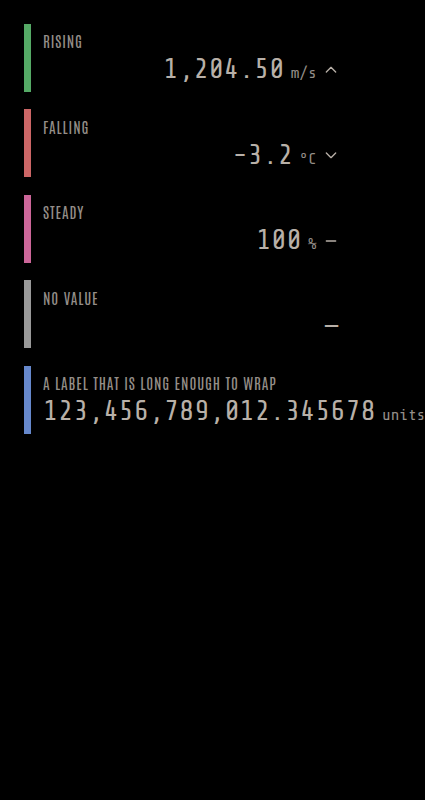 RISING
1,204.50 m/s
FALLING
−3.2 °C
STEADY
100 % —
NO VALUE
—
A LABEL THAT IS LONG ENOUGH TO WRAP
123,456,789,012.345678 units